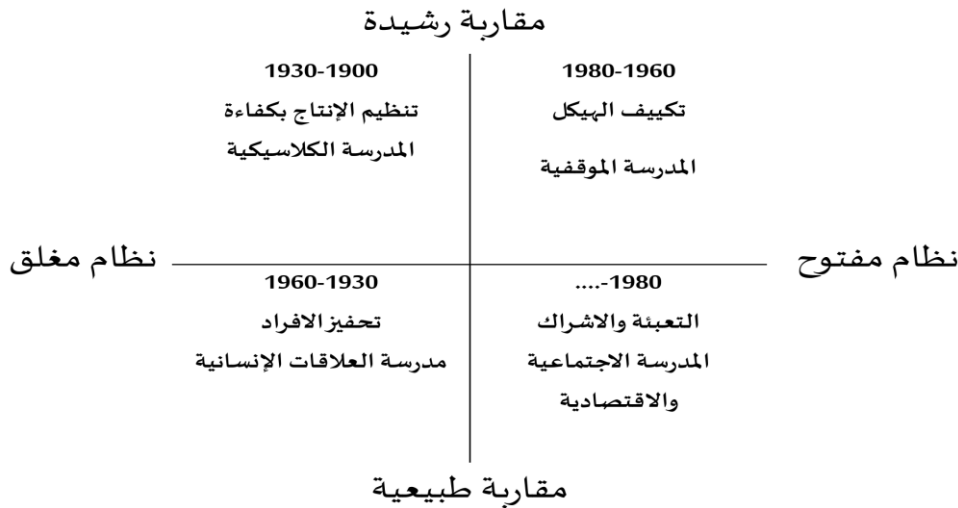 مقاربة رشيدة
1960-1980
تكييف الهيكل
المدرسة الموقفية
1900-1930
تنظيم الإنتاج بكفاءة
المدرسة الكلاسيكية
نظام مفتوح
نظام مغلق
1980-....
التعبئة والاشراك
المدرسة الاجتماعية
والاقتصادية
1930-1960
تحفيز الافراد
مدرسة العلاقات الإنسانية
مقاربة طبيعية